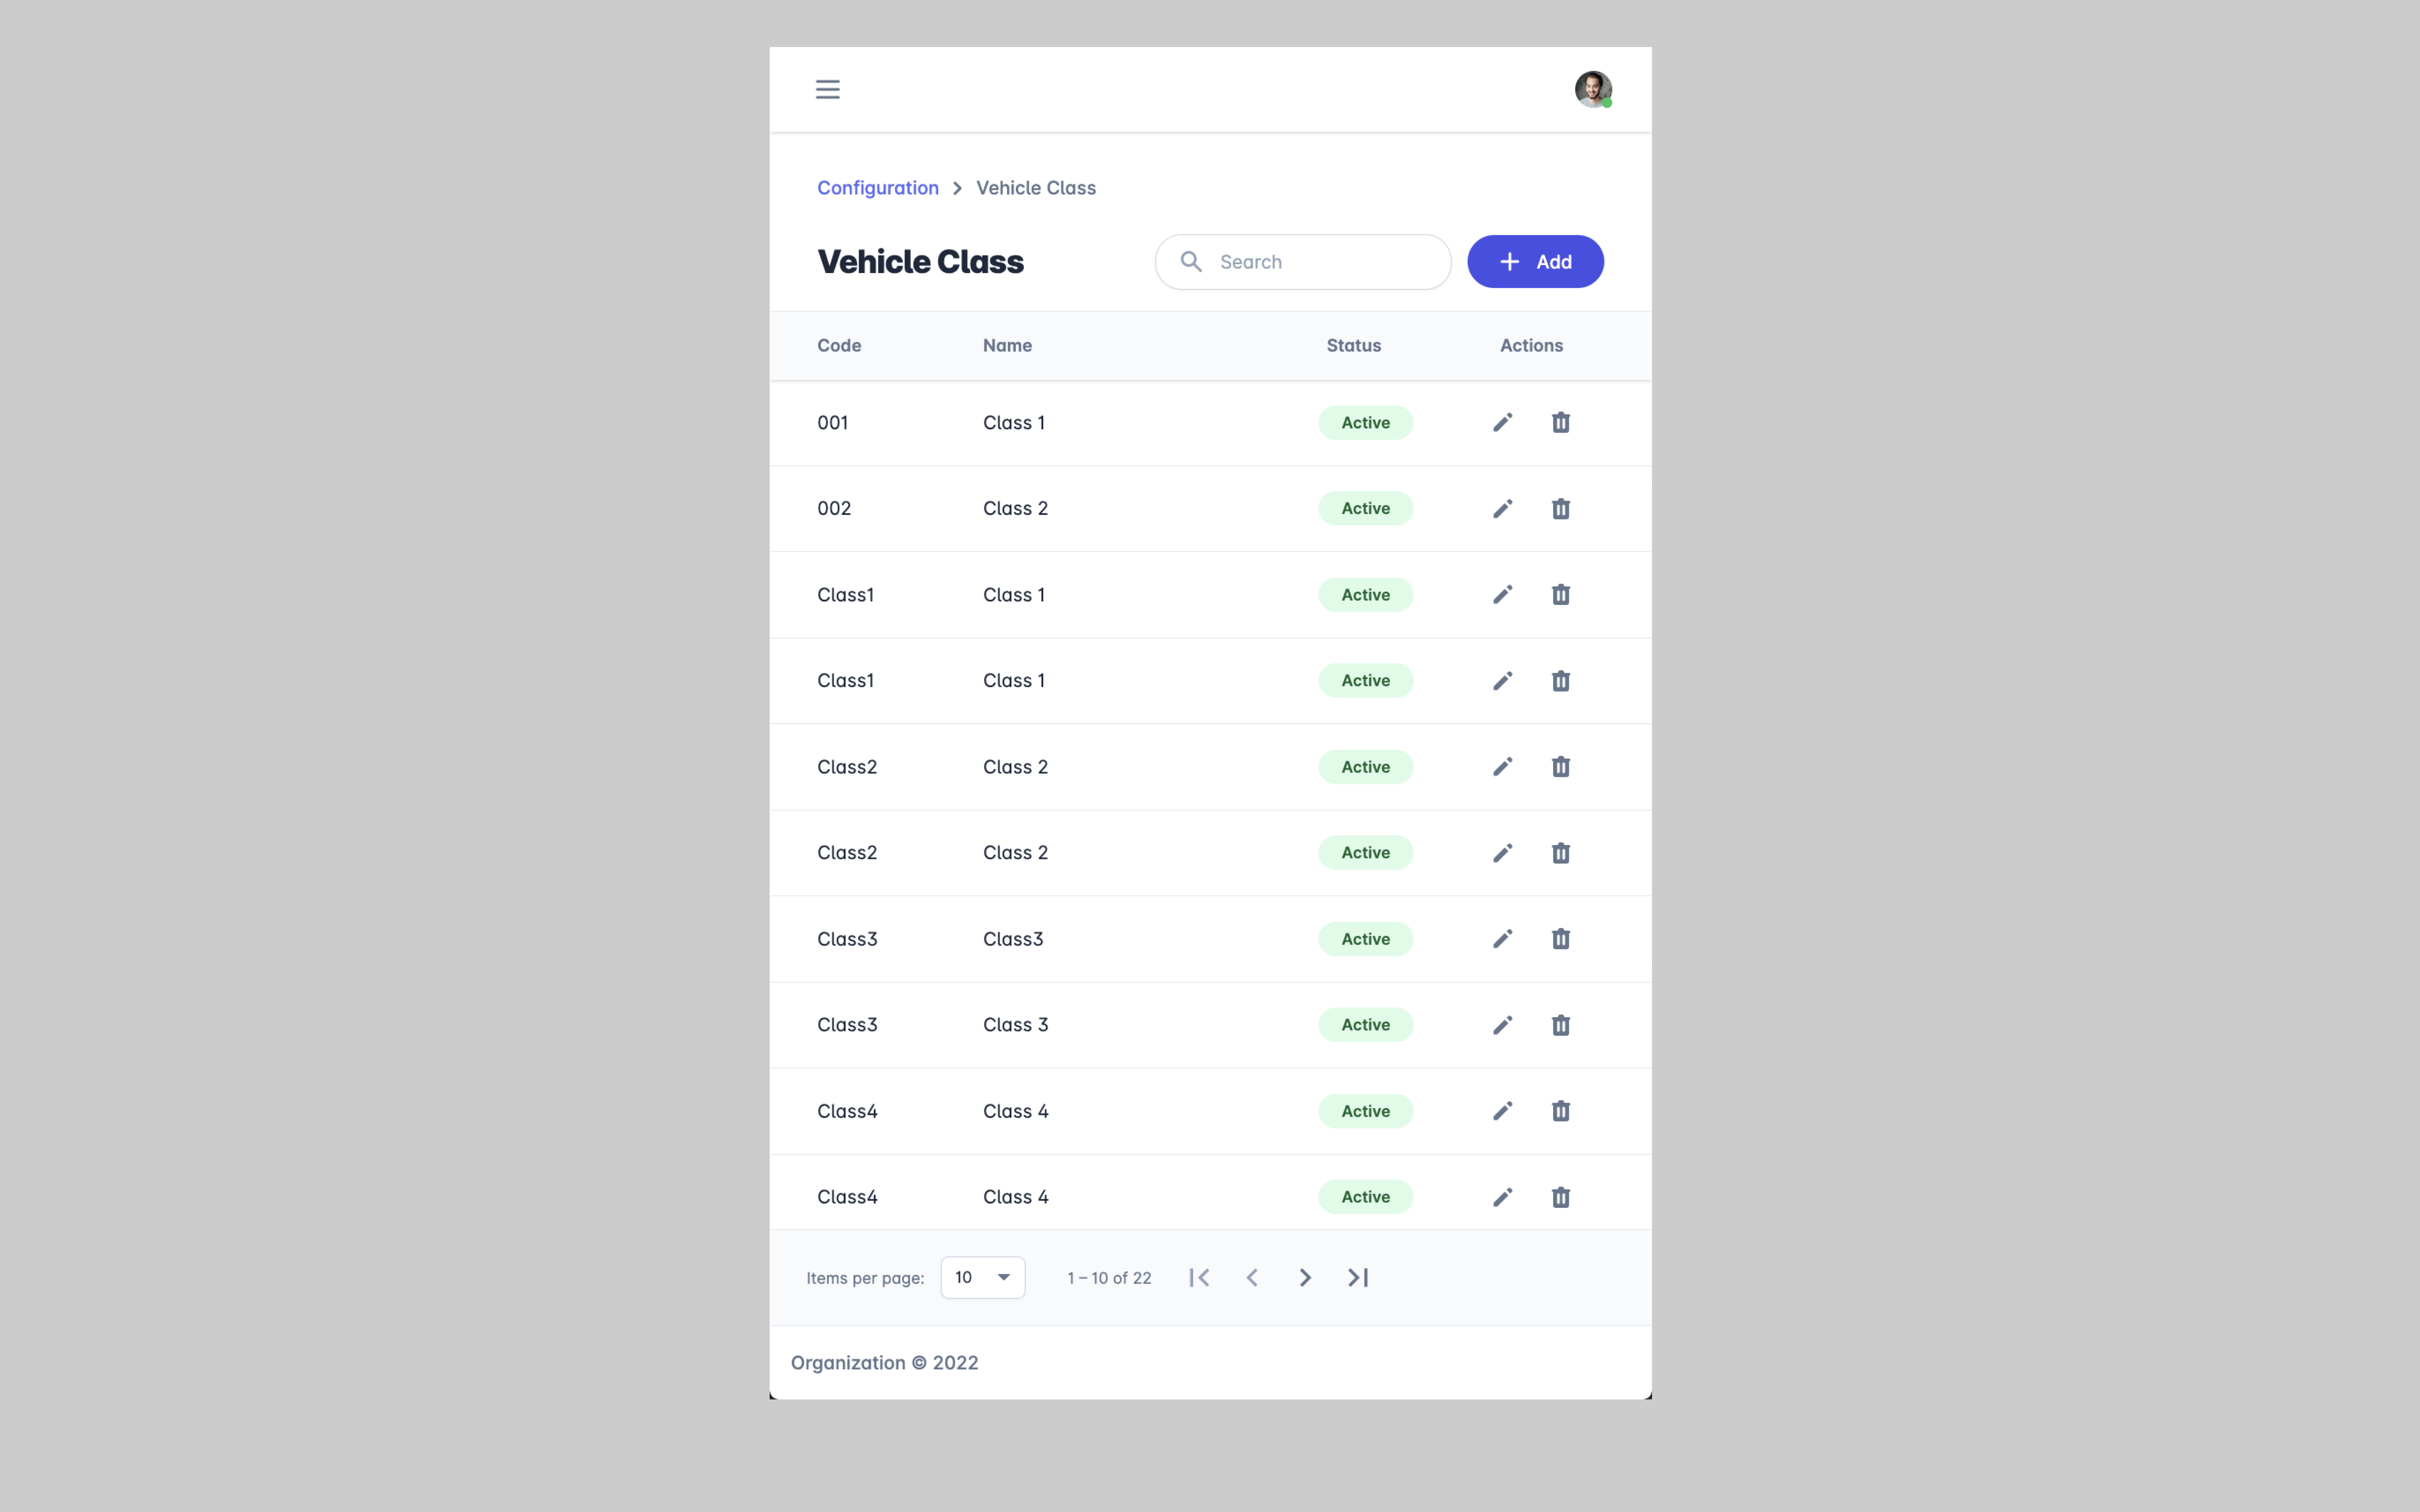 Configuration > Vehicle Class
Vehicle Class Search + Add
Code Name Status Actions
001 Class 1 Active
002 Class 2 Active
Class1 Class 1 Active
Class1 Class 1 Active
Class2 Class 2 Active
Class2 Class 2 Active
Class3 Class3 Active
Class3 Class 3 Active
Class4 Class 4 Active
Class4 Class 4 Active
Items per page: 10 1 – 10 of 22
Organization © 2022